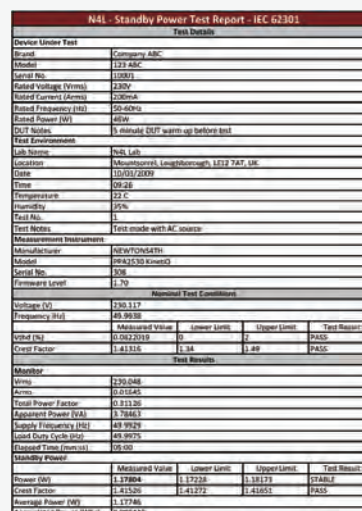 N4L - Standby Power Test Report - IEC 62301
Test Details
Device Under Test
Brand Company ABC
Model 123 ABC
Serial No. 10001
Rated Voltage (Vrms) 230V
Rated Current (Arms) 200mA
Rated Frequency (Hz) 50-60Hz
Rated Power (W) 46W
DUT Notes 5 minute DUT warm up before test
Test Environment
Lab Name N4L Lab
Location Mountsorrel, Loughborough, LE12 7AT, UK.
Date 10/03/2009
Time 09:26
Temperature 22 C
Humidity 35%
Test No. 1
Test Notes Test mode with AC source
Measurement Instrument
Manufacturer NEWTONS4TH
Model PPA2530 KinetiQ
Serial No. 308
Firmware Level 1.70
Nominal Test Conditions
Voltage (V) 230.117
Frequency (Hz) 49.9938
Measured Value Lower Limit Upper Limit Test Result
Vthd (%) 0.0622019 0 2 PASS
Crest Factor 1.41316 1.34 1.49 PASS
Test Results
Monitor
Vrms 230.048
Arms 0.01645
Total Power Factor 0.31126
Apparent Power (VA) 3.78463
Supply Frequency (Hz) 49.9929
Load Duty Cycle (Hz) 49.9975
Elapsed Time (mm:ss) 05:00
Standby Power
Measured Value Lower Limit Upper Limit Test Result
Power (W) 1.17804 1.17228 1.18173 STABLE
Crest Factor 1.41526 1.41272 1.41651 PASS
Average Power (W) 1.17746